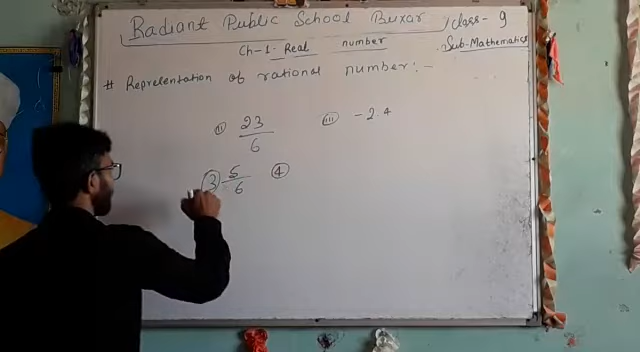 Radiant Public School Buxar / class - 9
Ch-1. Real number
Sub-Mathematics
# Representation of rational number:-
(ii) 23/6 (iii) -2.4
3 5/6 4